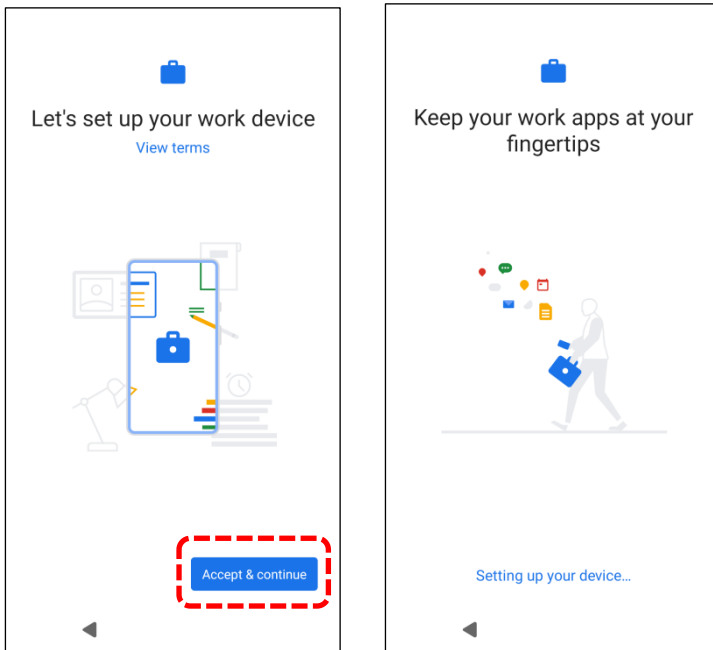 Let's set up your work device
View terms
Accept & continue
Keep your work apps at your
fingertips
Setting up your device...